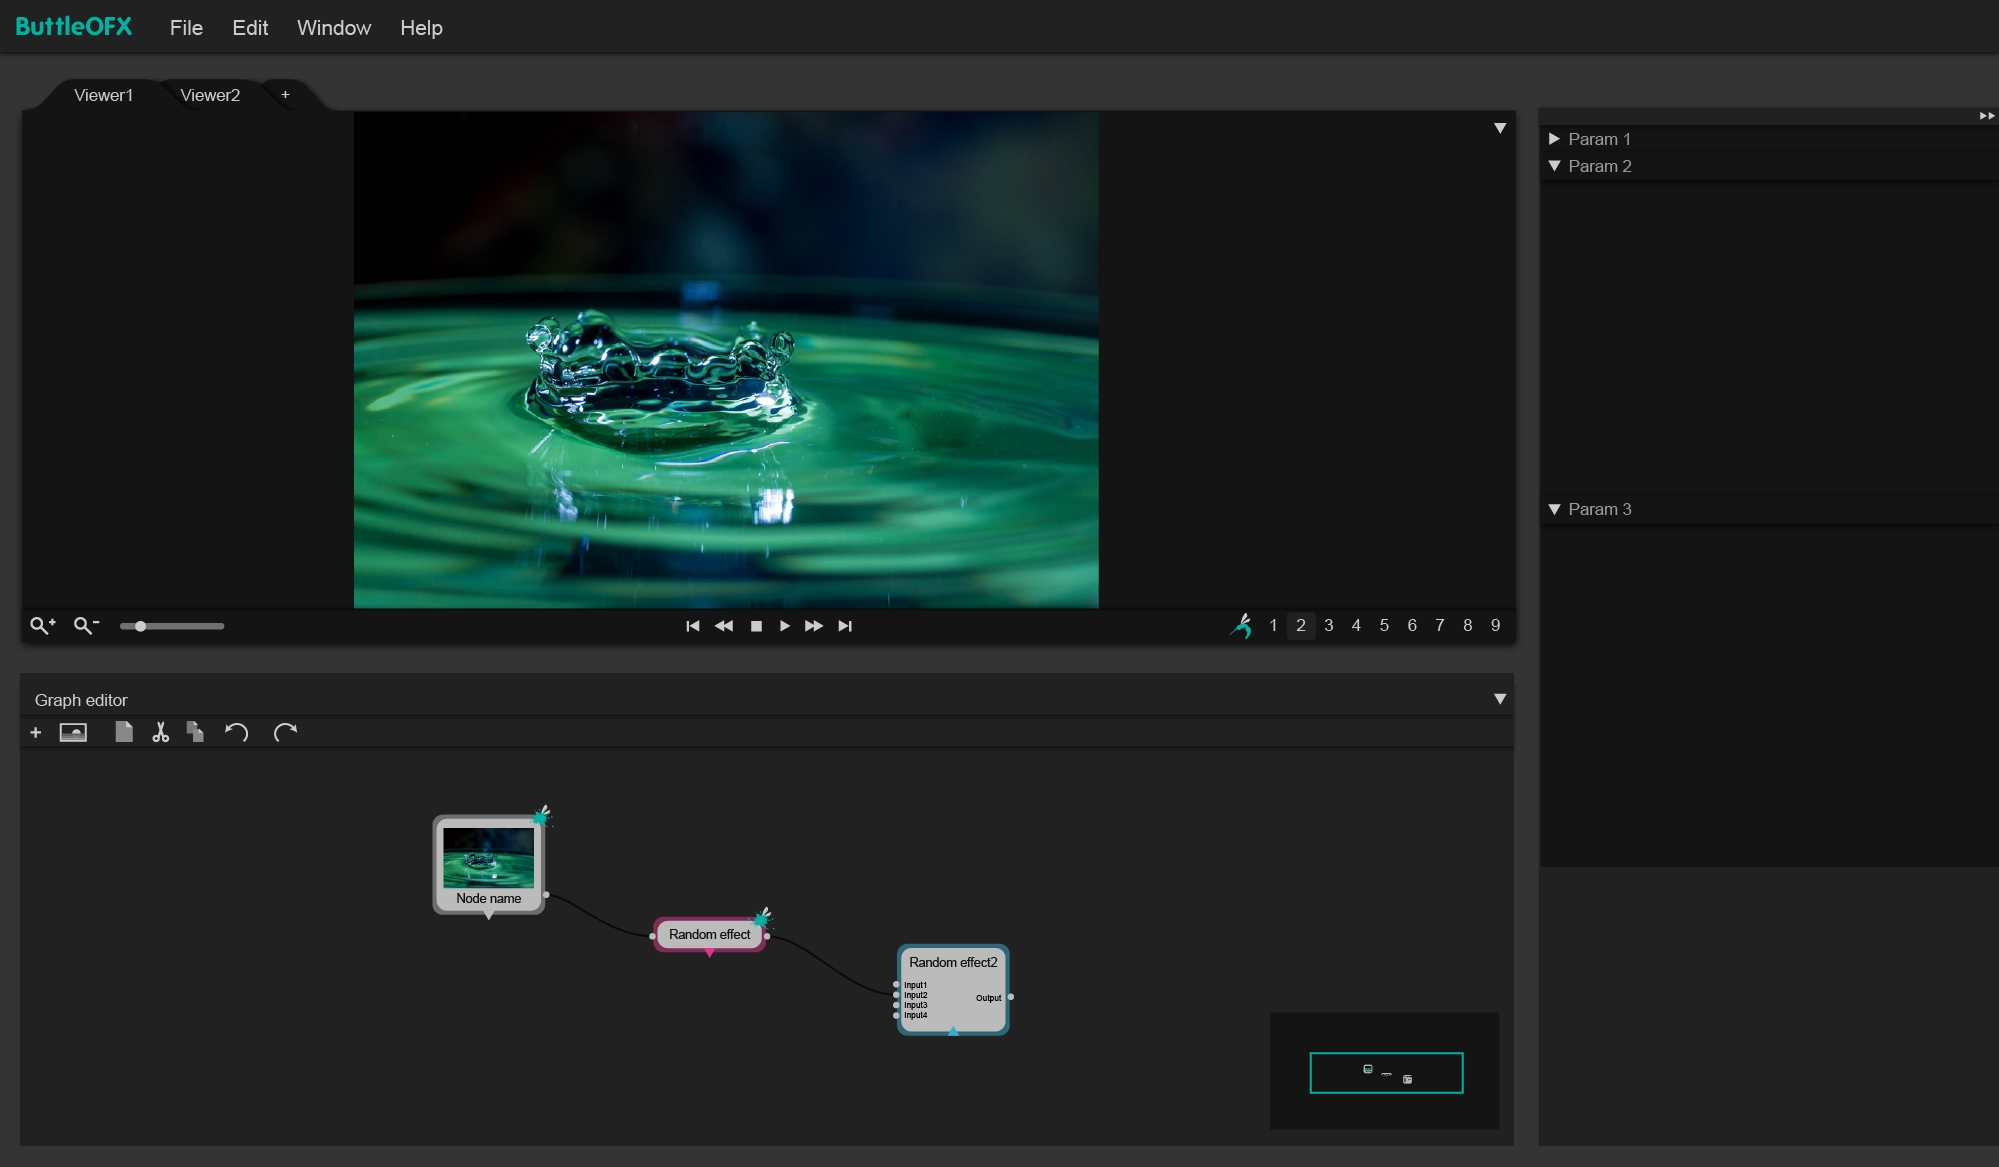 ButtleOFX File Edit Window Help
Viewer1 Viewer2 +
Param 1
Param 2
Param 3
1 2 3 4 5 6 7 8 9
Graph editor
+
Node name
Random effect
Random effect2
Input1
Input2
Input3
Input4
Output